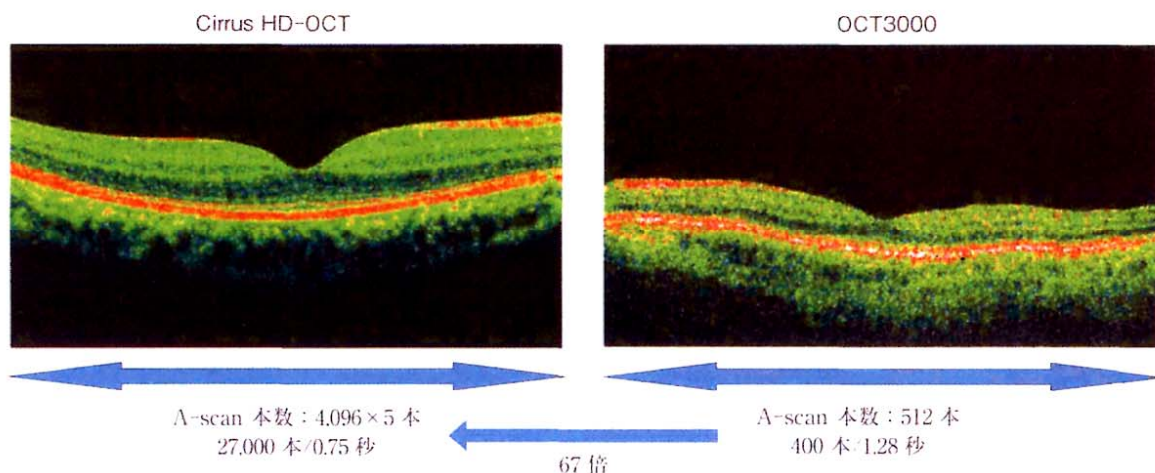 Cirrus HD-OCT
OCT3000
A-scan 本数：4,096×5 本
27,000 本/0.75 秒
A-scan 本数：512 本
400 本/1.28 秒
67 倍